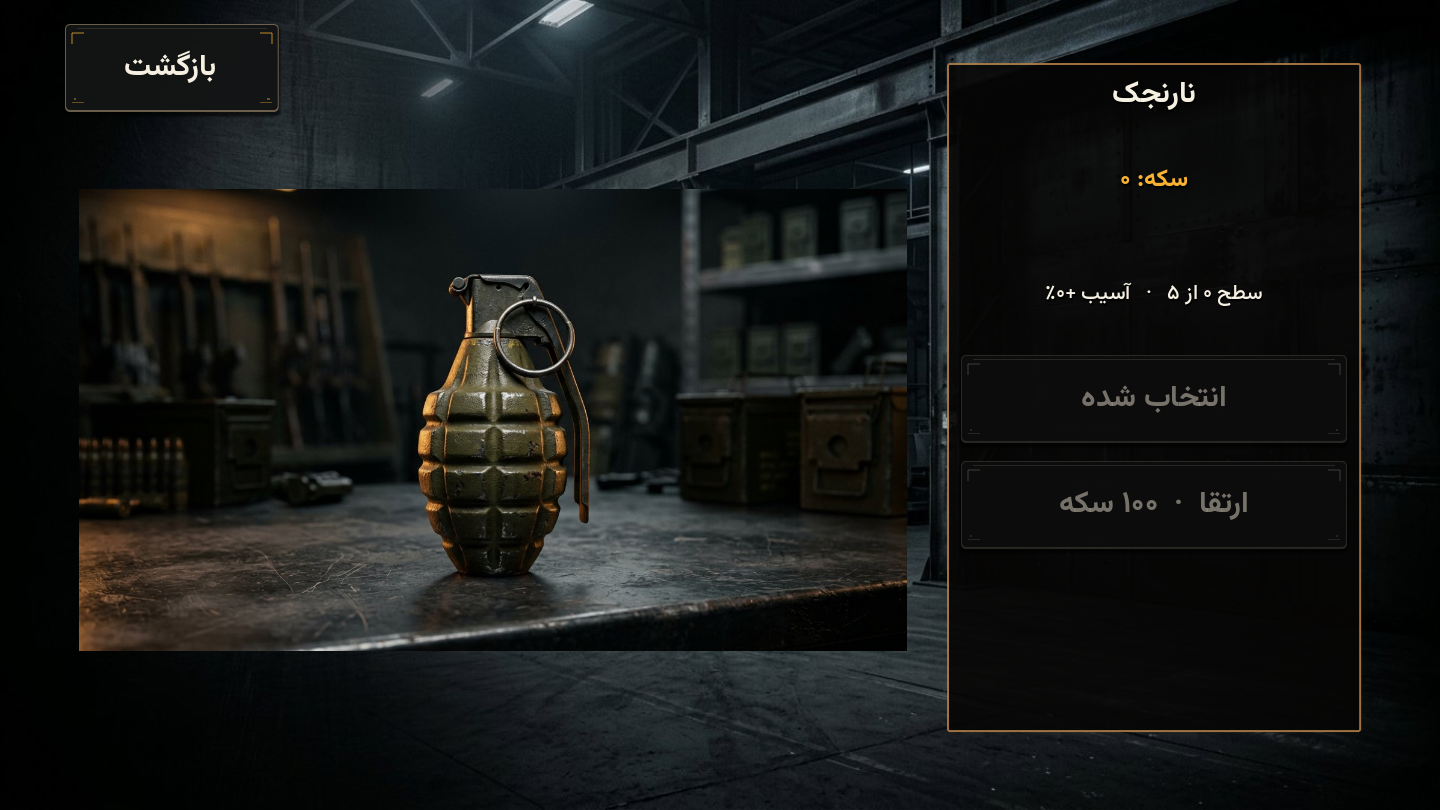 بازگشت
نارنجک
سکه: ۰
سطح ۰ از ۵ · آسیب +۰٪
انتخاب شده
ارتقا · ۱۰۰ سکه